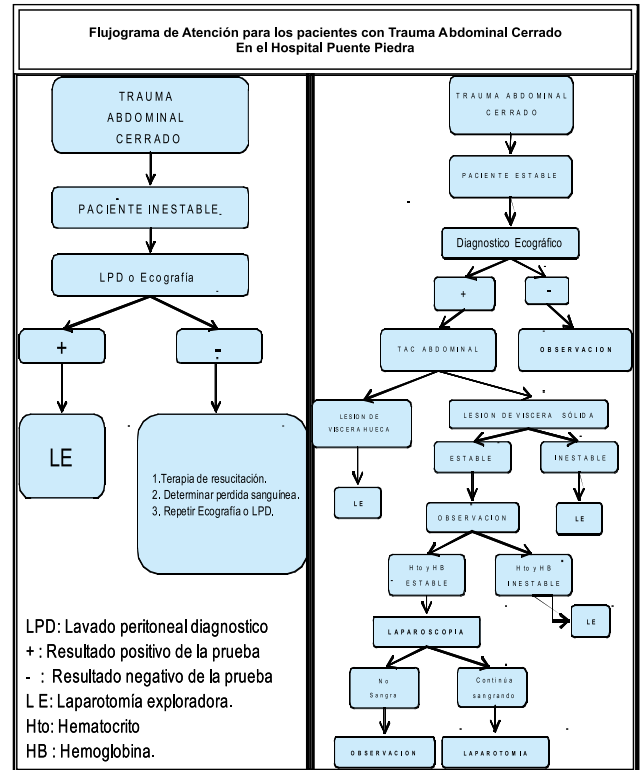 Flujograma de Atención para los pacientes con Trauma Abdominal Cerrado
En el Hospital Puente Piedra
TRAUMA
ABDOMINAL
CERRADO
PACIENTE INESTABLE
LPD o Ecografía
+
-
LE
1.Terapia de resucitación.
2. Determinar perdida sanguínea.
3. Repetir Ecografía o LPD.
LPD: Lavado peritoneal diagnostico
+ : Resultado positivo de la prueba
- : Resultado negativo de la prueba
L E: Laparotomía exploradora.
Hto: Hematocrito
HB : Hemoglobina.
TRAUMA ABDOMINAL
CERRADO
PACIENTE ESTABLE
Diagnostico Ecográfico
+
-
TAC ABDOMINAL
OBSERVACION
LESION DE
VISCERA HUECA
LESION DE VISCERA SÓLIDA
ESTABLE
INESTABLE
LE
OBSERVACION
LE
Hto y HB
ESTABLE
Hto y HB
INESTABLE
LE
LAPAROSCOPIA
No
Sangra
Continúa
sangrando
OBSERVACION
LAPAROTOMIA